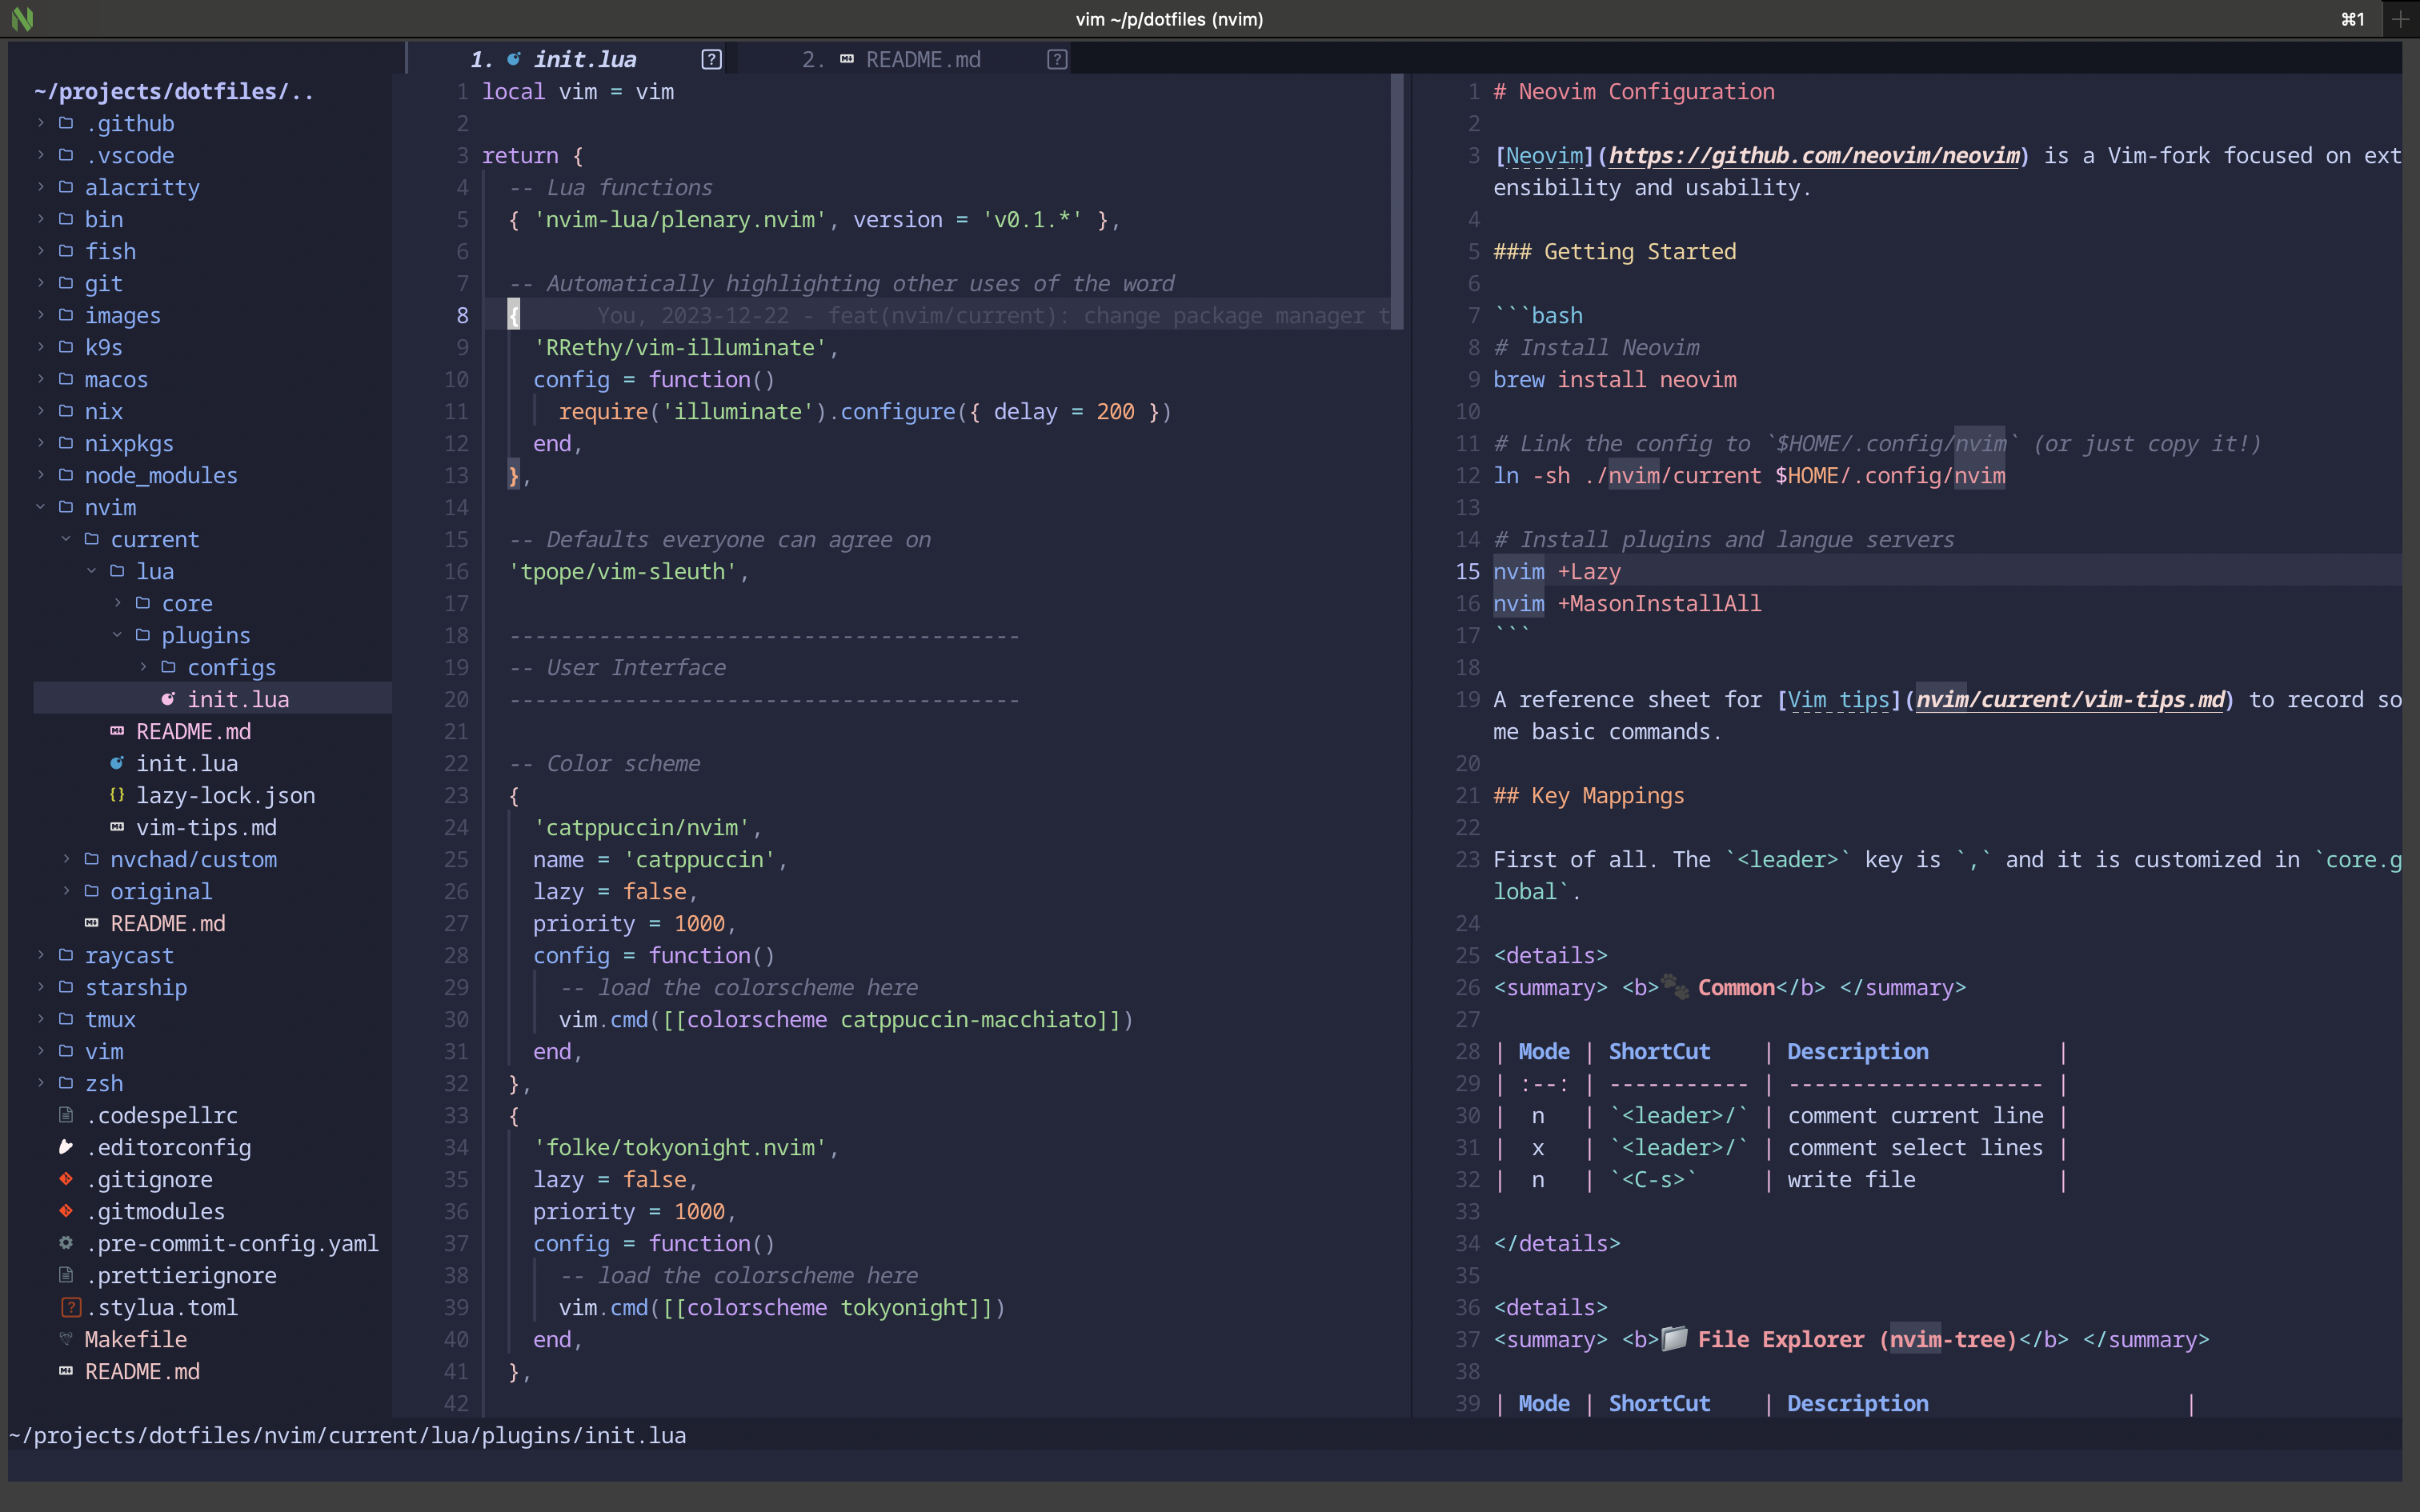 vim ~/p/dotfiles (nvim)
⌘1
1. init.lua
2. README.md
~/projects/dotfiles/..
.github
.vscode
alacritty
bin
fish
git
images
k9s
macos
nix
nixpkgs
node_modules
nvim
current
lua
core
plugins
configs
init.lua
README.md
init.lua
lazy-lock.json
vim-tips.md
nvchad/custom
original
README.md
raycast
starship
tmux
vim
zsh
.codespellrc
.editorconfig
.gitignore
.gitmodules
.pre-commit-config.yaml
.prettierignore
.stylua.toml
Makefile
README.md
1 local vim = vim
2
3 return {
4   -- Lua functions
5   { 'nvim-lua/plenary.nvim', version = 'v0.1.*' },
6
7   -- Automatically highlighting other uses of the word
8   {      You, 2023-12-22 - feat(nvim/current): change package manager t
9     'RRethy/vim-illuminate',
10     config = function()
11       require('illuminate').configure({ delay = 200 })
12     end,
13   },
14
15   -- Defaults everyone can agree on
16   'tpope/vim-sleuth',
17
18   ----------------------------------------
19   -- User Interface
20   ----------------------------------------
21
22   -- Color scheme
23   {
24     'catppuccin/nvim',
25     name = 'catppuccin',
26     lazy = false,
27     priority = 1000,
28     config = function()
29       -- load the colorscheme here
30       vim.cmd([[colorscheme catppuccin-macchiato]])
31     end,
32   },
33   {
34     'folke/tokyonight.nvim',
35     lazy = false,
36     priority = 1000,
37     config = function()
38       -- load the colorscheme here
39       vim.cmd([[colorscheme tokyonight]])
40     end,
41   },
42
1 # Neovim Configuration
2
3 [Neovim](https://github.com/neovim/neovim) is a Vim-fork focused on ext
ensibility and usability.
4
5 ### Getting Started
6
7 ```bash
8 # Install Neovim
9 brew install neovim
10
11 # Link the config to `$HOME/.config/nvim` (or just copy it!)
12 ln -sh ./nvim/current $HOME/.config/nvim
13
14 # Install plugins and langue servers
15 nvim +Lazy
16 nvim +MasonInstallAll
17 ```
18
19 A reference sheet for [Vim tips](nvim/current/vim-tips.md) to record so
me basic commands.
20
21 ## Key Mappings
22
23 First of all. The `<leader>` key is `,` and it is customized in `core.g
lobal`.
24
25 <details>
26 <summary> <b>🐾 Common</b> </summary>
27
28 | Mode | ShortCut    | Description          |
29 | :--: | ----------- | -------------------- |
30 |  n   | `<leader>/` | comment current line |
31 |  x   | `<leader>/` | comment select lines |
32 |  n   | `<C-s>`     | write file           |
33
34 </details>
35
36 <details>
37 <summary> <b>📁 File Explorer (nvim-tree)</b> </summary>
38
39 | Mode | ShortCut    | Description                    |
~/projects/dotfiles/nvim/current/lua/plugins/init.lua